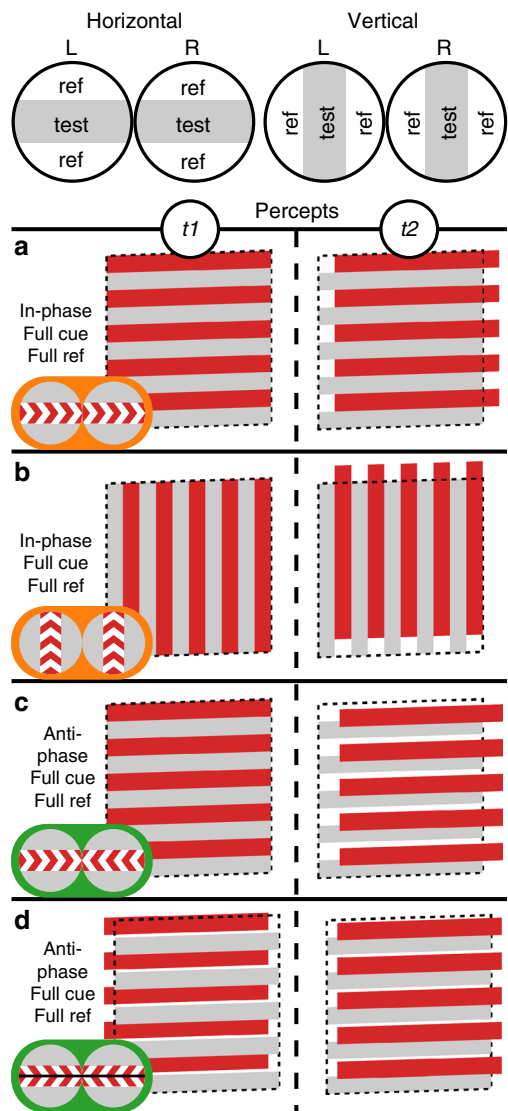 Horizontal Vertical
L R L R
ref ref ref test ref ref test ref
test test
ref ref
Percepts
t1 t2
a
In-phase
Full cue
Full ref
b
In-phase
Full cue
Full ref
c
Anti-
phase
Full cue
Full ref
d
Anti-
phase
Full cue
Full ref